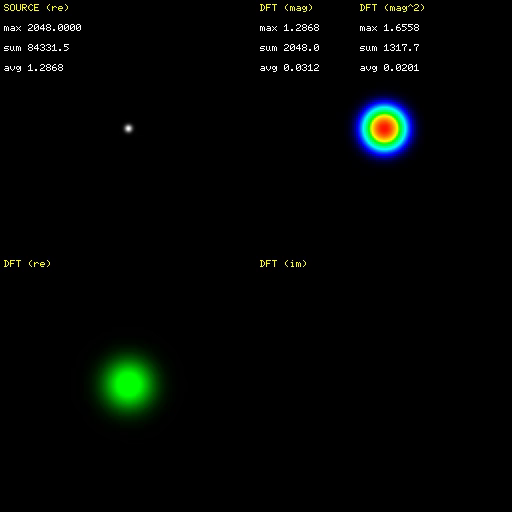 SOURCE (re)
max 2048.0000
sum 84331.5
avg 1.2868
DFT (mag) DFT (mag^2)
max 1.2868 max 1.6558
sum 2048.0 sum 1317.7
avg 0.0312 avg 0.0201
DFT (re)
DFT (im)